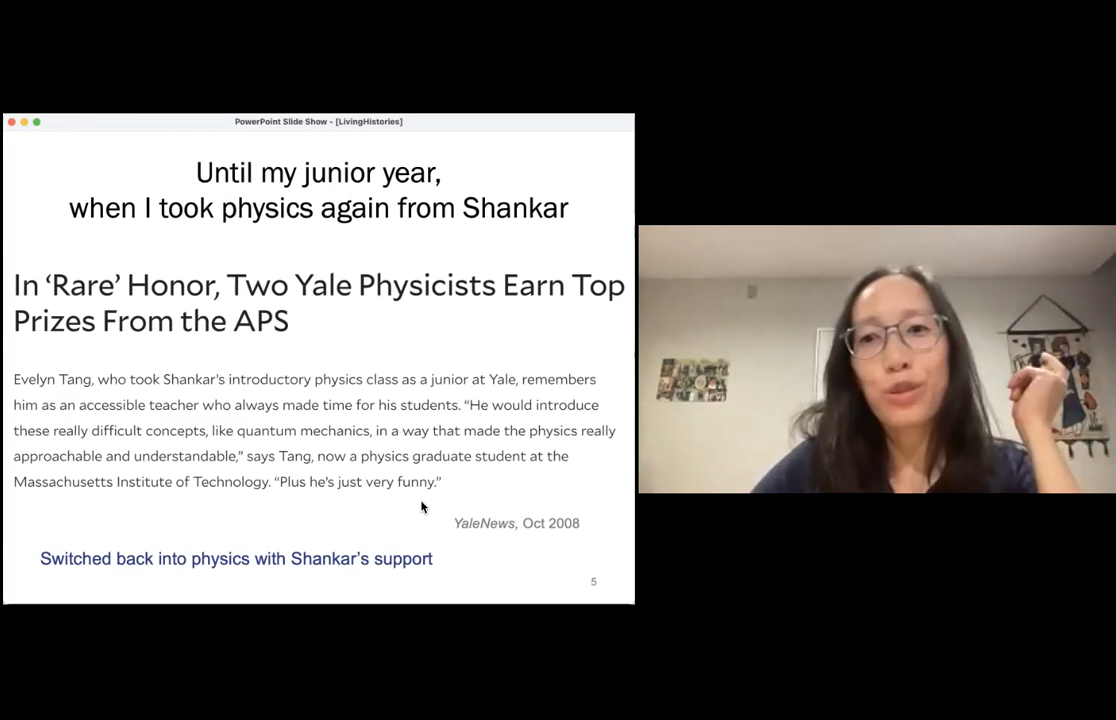 PowerPoint Slide Show - [LivingHistories]
Until my junior year,
when I took physics again from Shankar
In ‘Rare’ Honor, Two Yale Physicists Earn Top
Prizes From the APS
Evelyn Tang, who took Shankar’s introductory physics class as a junior at Yale, remembers
him as an accessible teacher who always made time for his students. “He would introduce
these really difficult concepts, like quantum mechanics, in a way that made the physics really
approachable and understandable,” says Tang, now a physics graduate student at the
Massachusetts Institute of Technology. “Plus he’s just very funny.”
YaleNews, Oct 2008
Switched back into physics with Shankar’s support
5